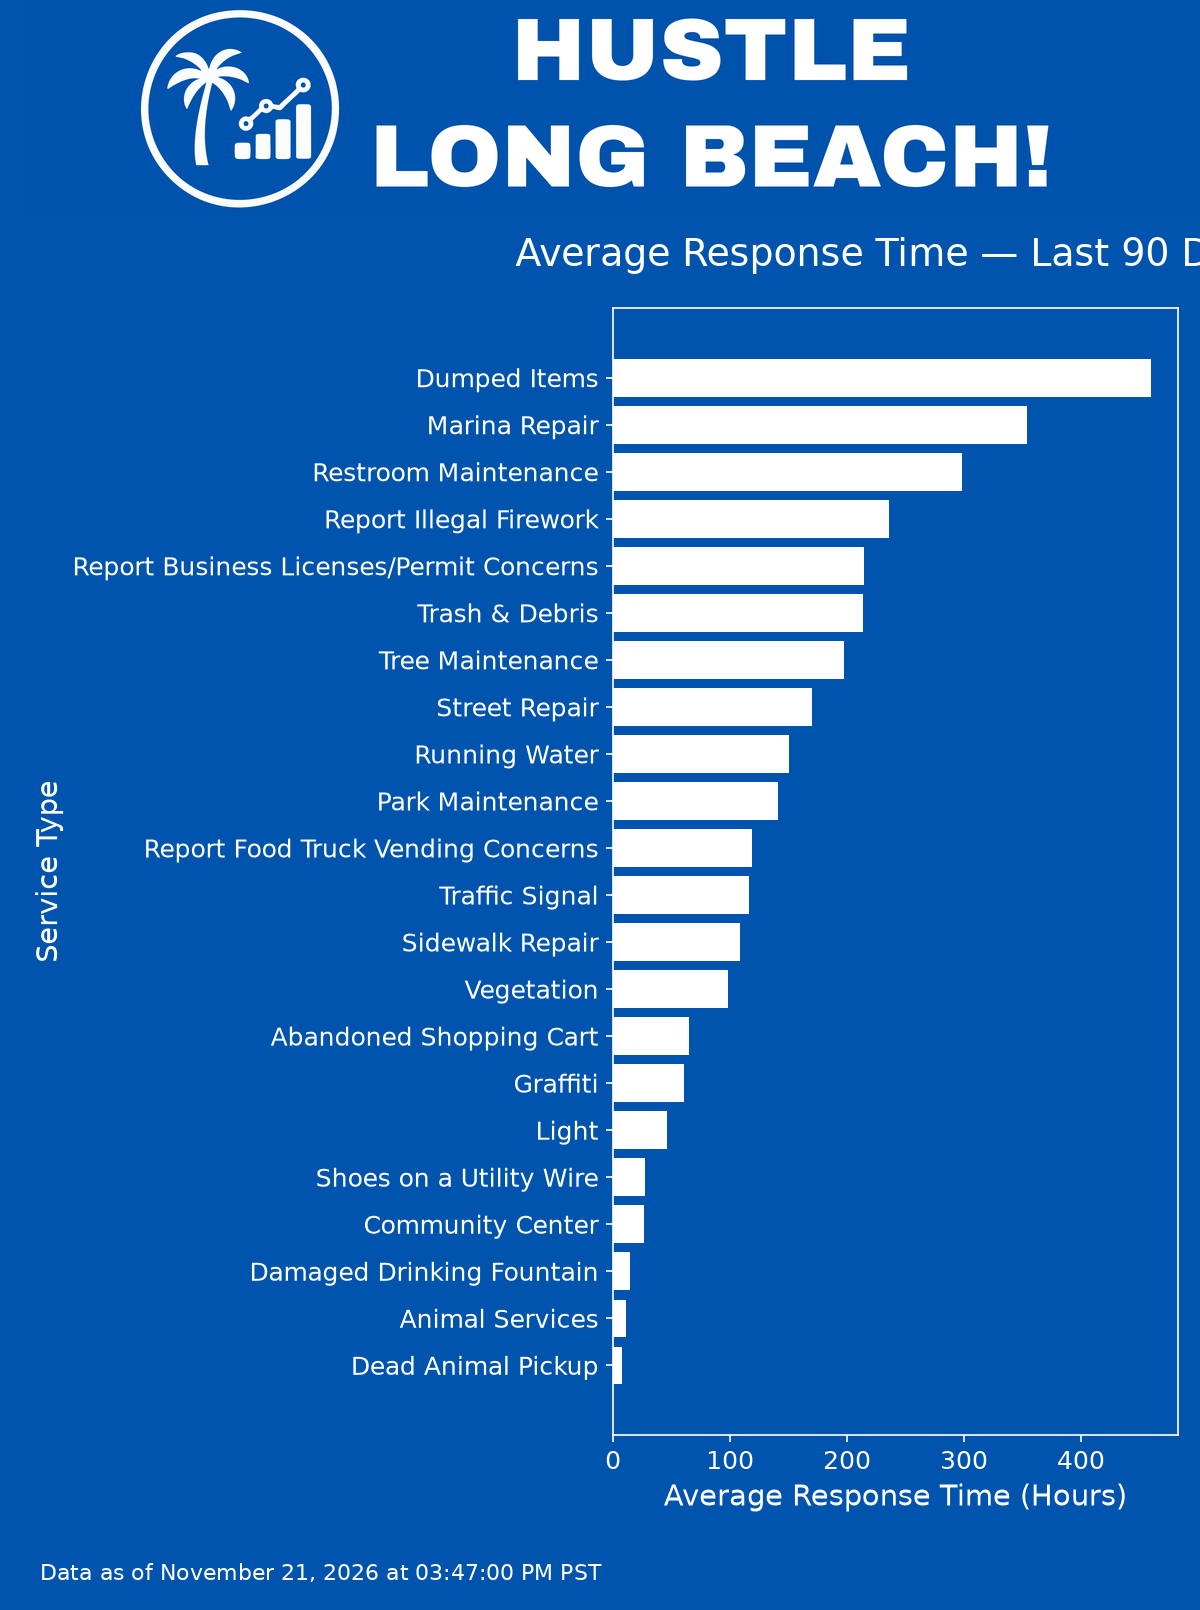 HUSTLE
LONG BEACH!
Average Response Time — Last 90 D
Service Type
Dumped Items
Marina Repair
Restroom Maintenance
Report Illegal Firework
Report Business Licenses/Permit Concerns
Trash & Debris
Tree Maintenance
Street Repair
Running Water
Park Maintenance
Report Food Truck Vending Concerns
Traffic Signal
Sidewalk Repair
Vegetation
Abandoned Shopping Cart
Graffiti
Light
Shoes on a Utility Wire
Community Center
Damaged Drinking Fountain
Animal Services
Dead Animal Pickup
0 100 200 300 400
Average Response Time (Hours)
Data as of November 21, 2026 at 03:47:00 PM PST